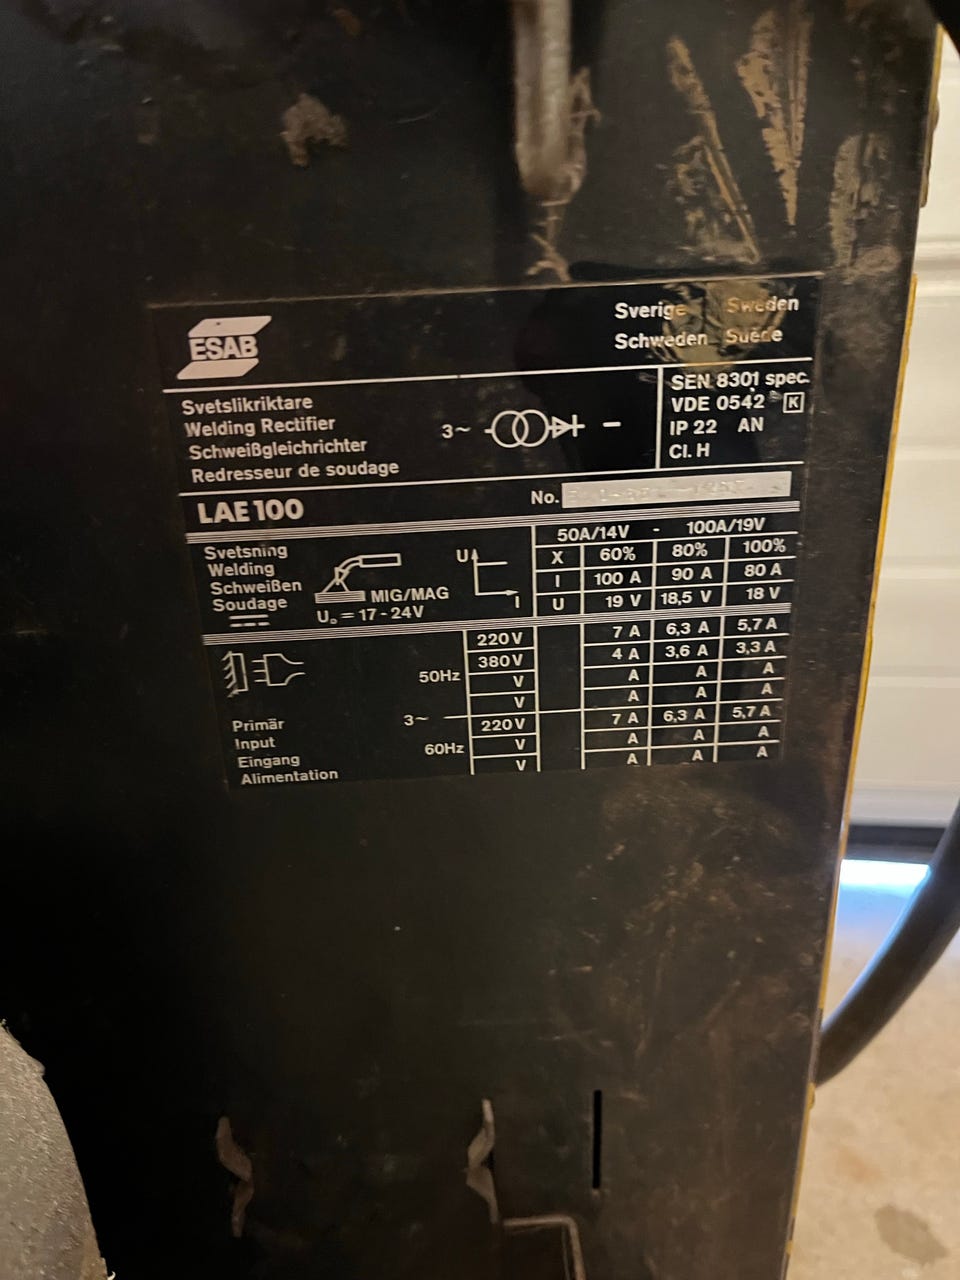 ESAB
Sverige Sweden
Schweden Suède
Svetslikriktare
Welding Rectifier
Schweißgleichrichter
Redresseur de soudage
3~ –
SEN 8301 spec.
VDE 0542 K
IP 22 AN
Cl. H
LAE 100
No.
Svetsning
Welding
Schweißen
Soudage
MIG/MAG
U₀ = 17 - 24V
U
I
50A/14V - 100A/19V
X 60% 80% 100%
I 100 A 90 A 80 A
U 19 V 18,5 V 18 V
Primär
Input
Eingang
Alimentation
3~
50Hz
220 V 7 A 6,3 A 5,7 A
380 V 4 A 3,6 A 3,3 A
V A A A
V A A A
60Hz
220 V 7 A 6,3 A 5,7 A
V A A A
V A A A